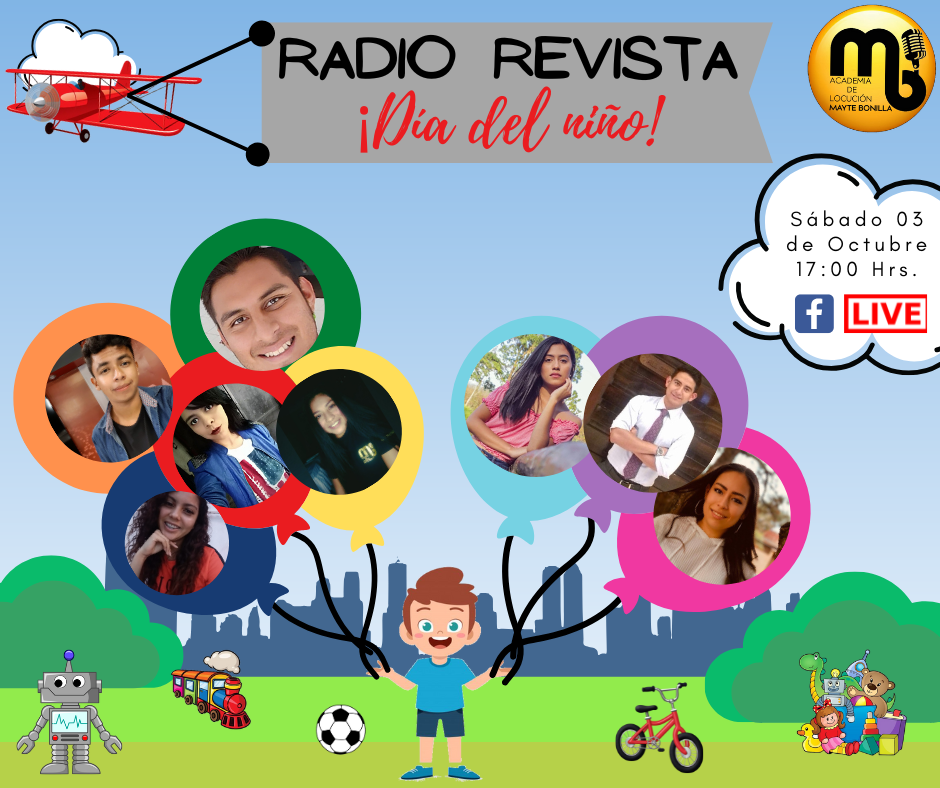 RADIO REVISTA
¡Día del niño!
ACADEMIA
DE
LOCUCIÓN
MAYTE BONILLA
Sábado 03
de Octubre
17:00 Hrs.
f LIVE